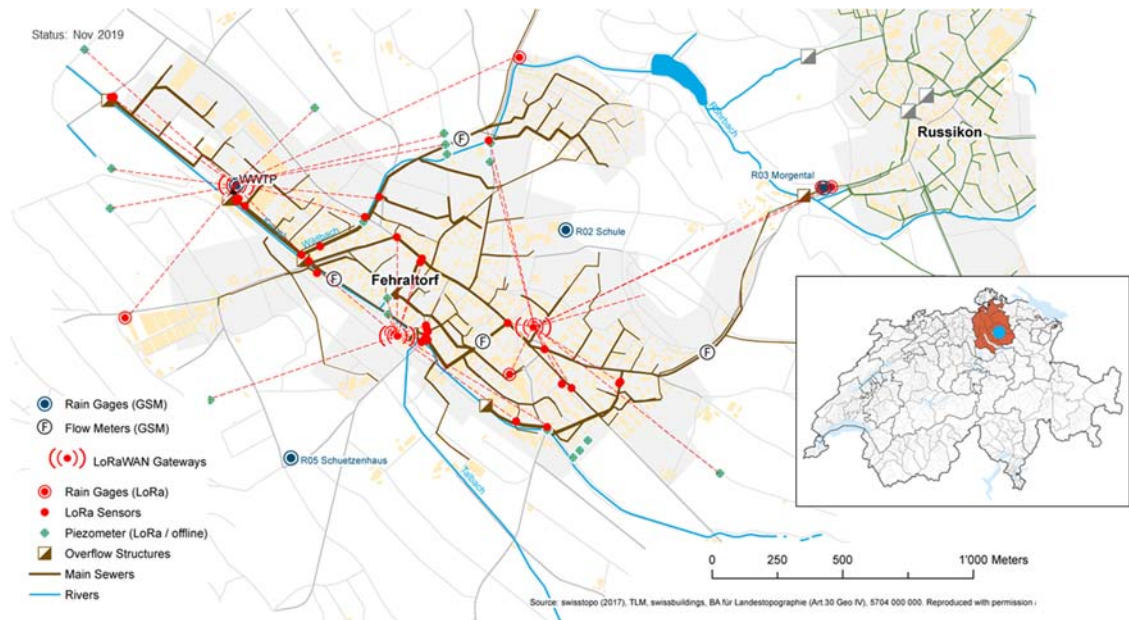 Status: Nov 2019
F
Rohrbach
Russikon
WWTP
R03 Morgental
R02 Schule
Wildbach
F
Fehraltorf
F
F
Rain Gages (GSM)
F Flow Meters (GSM)
LoRaWAN Gateways
R05 Schuetzenhaus
Talbach
Rain Gages (LoRa)
LoRa Sensors
Piezometer (LoRa / offline)
Overflow Structures
Main Sewers
Rivers
0 250 500 1'000 Meters
Source: swisstopo (2017), TLM, swissbuildings, BA für Landestopographie (Art.30 Geo IV), 5704 000 000. Reproduced with permission